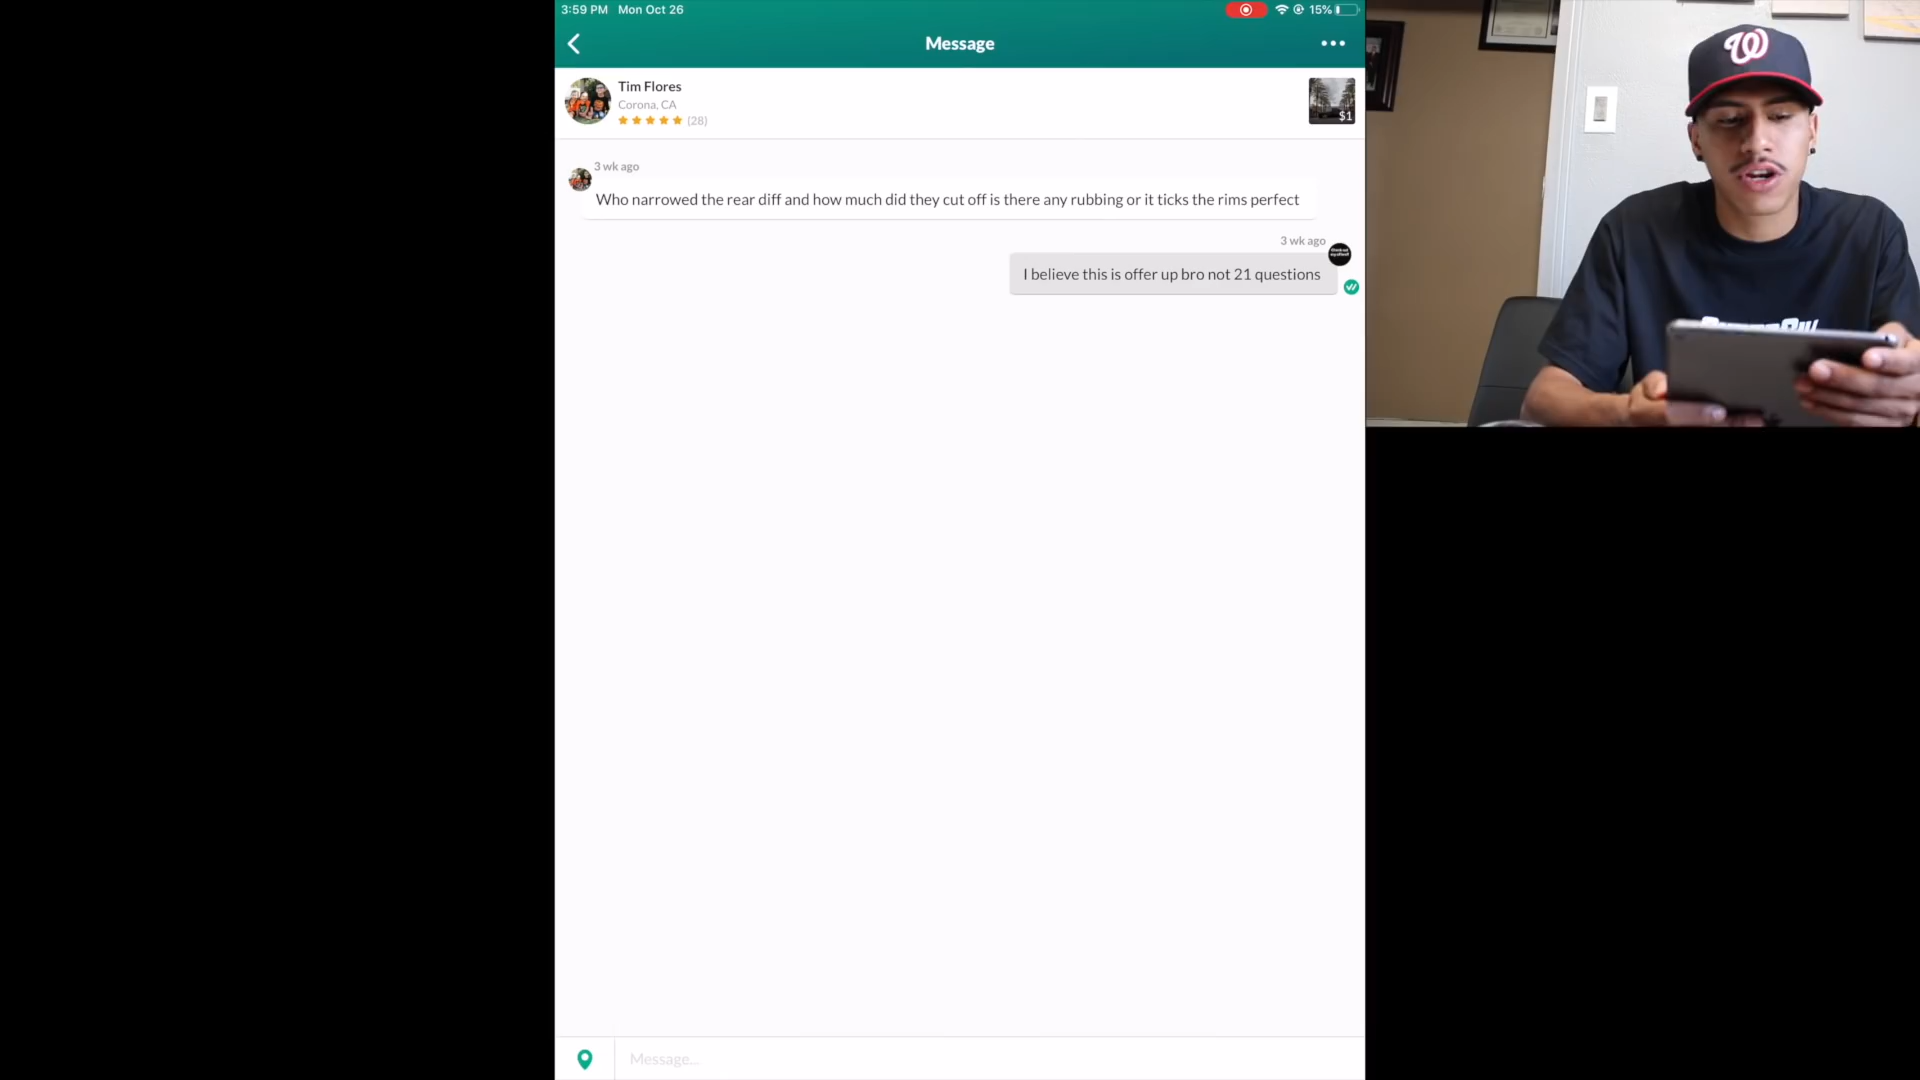 3:59 PM Mon Oct 26
15%
Message
Tim Flores
Corona, CA
(28)
$1
3 wk ago
Who narrowed the rear diff and how much did they cut off is there any rubbing or it ticks the rims perfect
3 wk ago
I believe this is offer up bro not 21 questions
Message...
W